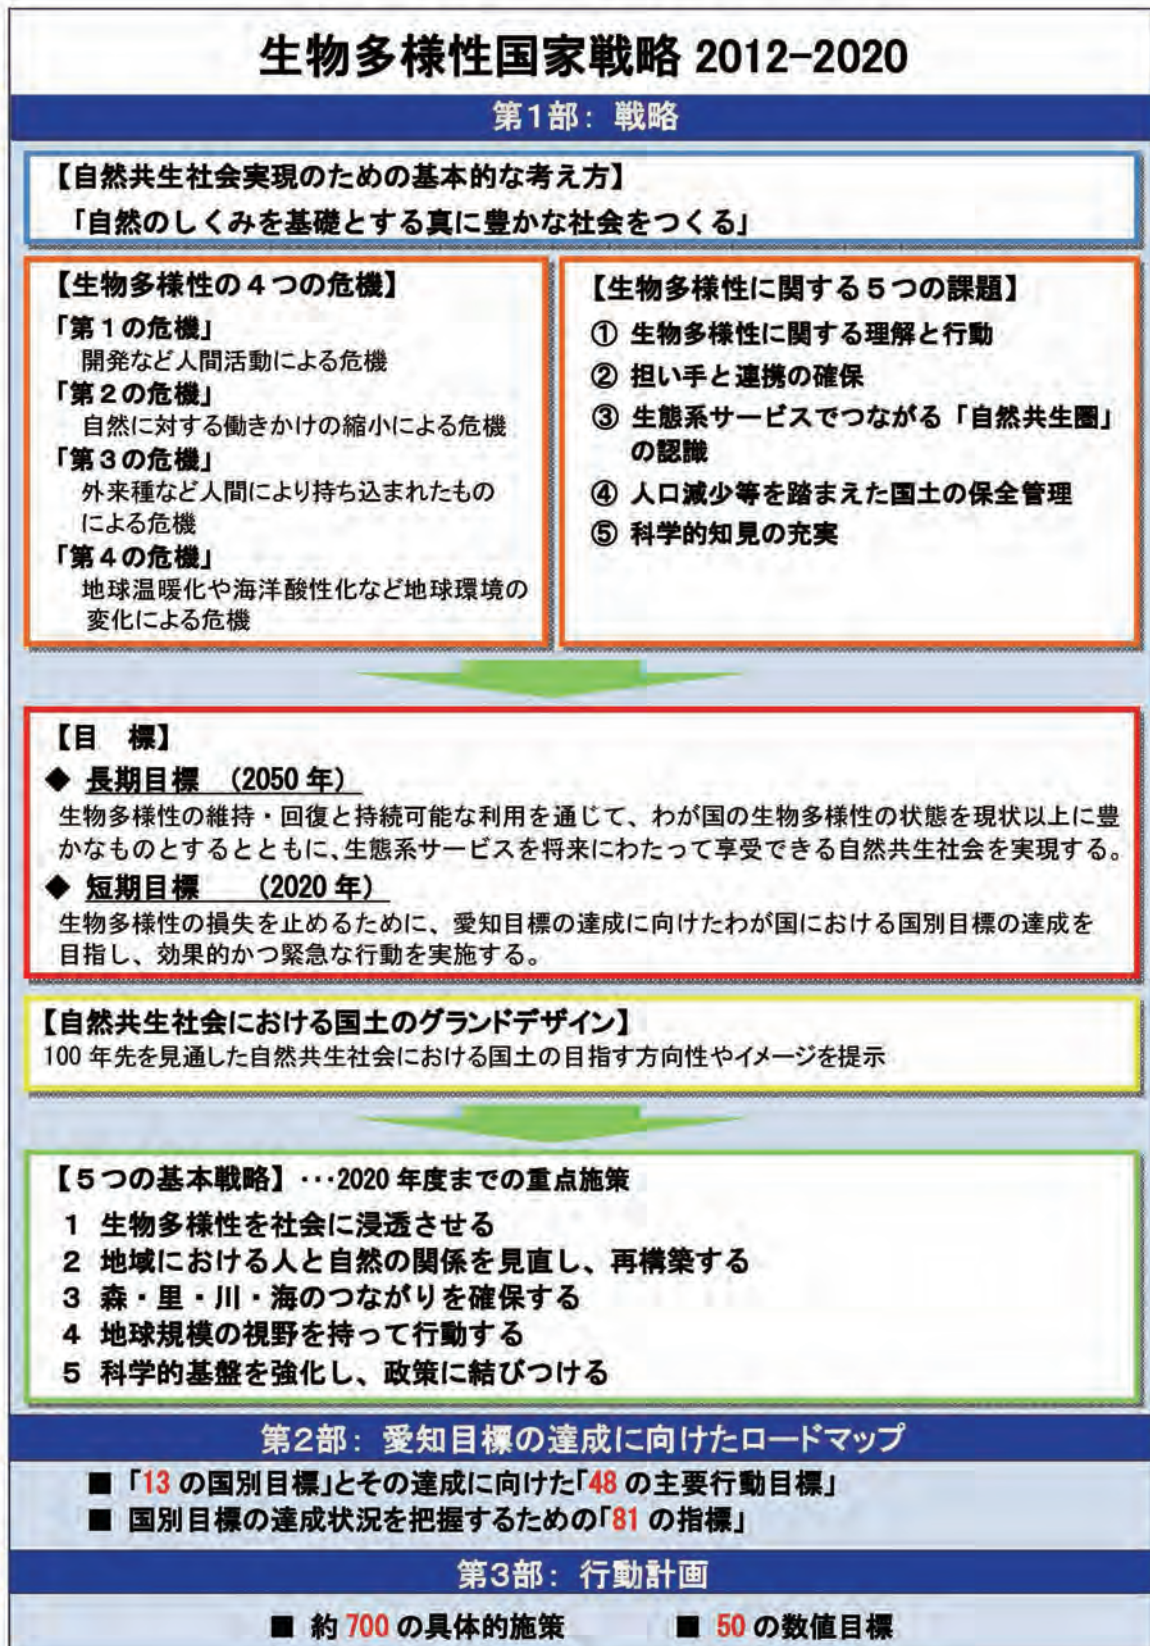 生物多様性国家戦略 2012-2020
第1部： 戦略
【自然共生社会実現のための基本的な考え方】
「自然のしくみを基礎とする真に豊かな社会をつくる」
【生物多様性の４つの危機】
「第１の危機」
開発など人間活動による危機
「第２の危機」
自然に対する働きかけの縮小による危機
「第３の危機」
外来種など人間により持ち込まれたもの
による危機
「第４の危機」
地球温暖化や海洋酸性化など地球環境の
変化による危機
【生物多様性に関する５つの課題】
① 生物多様性に関する理解と行動
② 担い手と連携の確保
③ 生態系サービスでつながる「自然共生圏」
の認識
④ 人口減少等を踏まえた国土の保全管理
⑤ 科学的知見の充実
【目　標】
◆ 長期目標　（2050 年）
生物多様性の維持・回復と持続可能な利用を通じて、わが国の生物多様性の状態を現状以上に豊
かなものとするとともに、生態系サービスを将来にわたって享受できる自然共生社会を実現する。
◆ 短期目標　　（2020 年）
生物多様性の損失を止めるために、愛知目標の達成に向けたわが国における国別目標の達成を
目指し、効果的かつ緊急な行動を実施する。
【自然共生社会における国土のグランドデザイン】
100 年先を見通した自然共生社会における国土の目指す方向性やイメージを提示
【５つの基本戦略】･･･2020 年度までの重点施策
１ 生物多様性を社会に浸透させる
２ 地域における人と自然の関係を見直し、再構築する
３ 森・里・川・海のつながりを確保する
４ 地球規模の視野を持って行動する
５ 科学的基盤を強化し、政策に結びつける
第2部： 愛知目標の達成に向けたロードマップ
■ 「13 の国別目標」とその達成に向けた「48 の主要行動目標」
■ 国別目標の達成状況を把握するための「81 の指標」
第3部： 行動計画
■ 約 700 の具体的施策　　■ 50 の数値目標